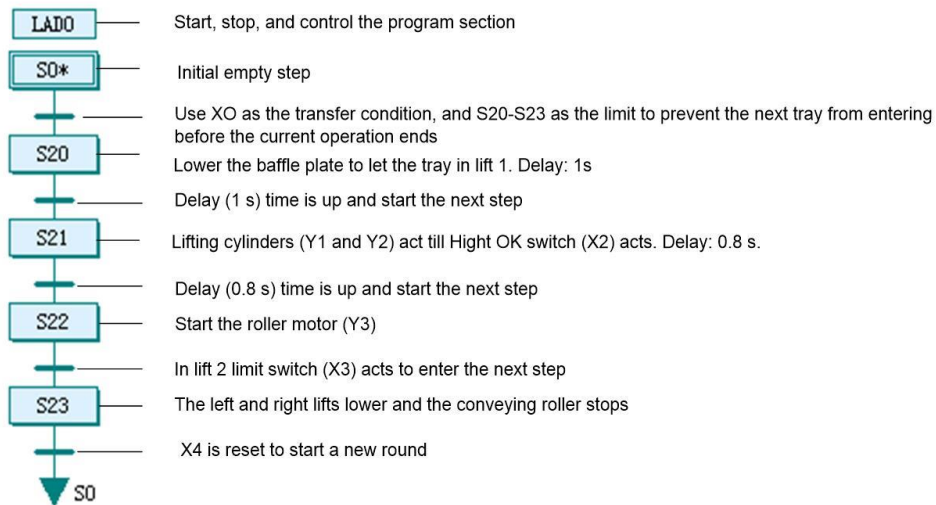 LAD0
Start, stop, and control the program section
S0*
Initial empty step
Use XO as the transfer condition, and S20-S23 as the limit to prevent the next tray from entering
before the current operation ends
S20
Lower the baffle plate to let the tray in lift 1. Delay: 1s
Delay (1 s) time is up and start the next step
S21
Lifting cylinders (Y1 and Y2) act till Hight OK switch (X2) acts. Delay: 0.8 s.
Delay (0.8 s) time is up and start the next step
S22
Start the roller motor (Y3)
In lift 2 limit switch (X3) acts to enter the next step
S23
The left and right lifts lower and the conveying roller stops
X4 is reset to start a new round
S0